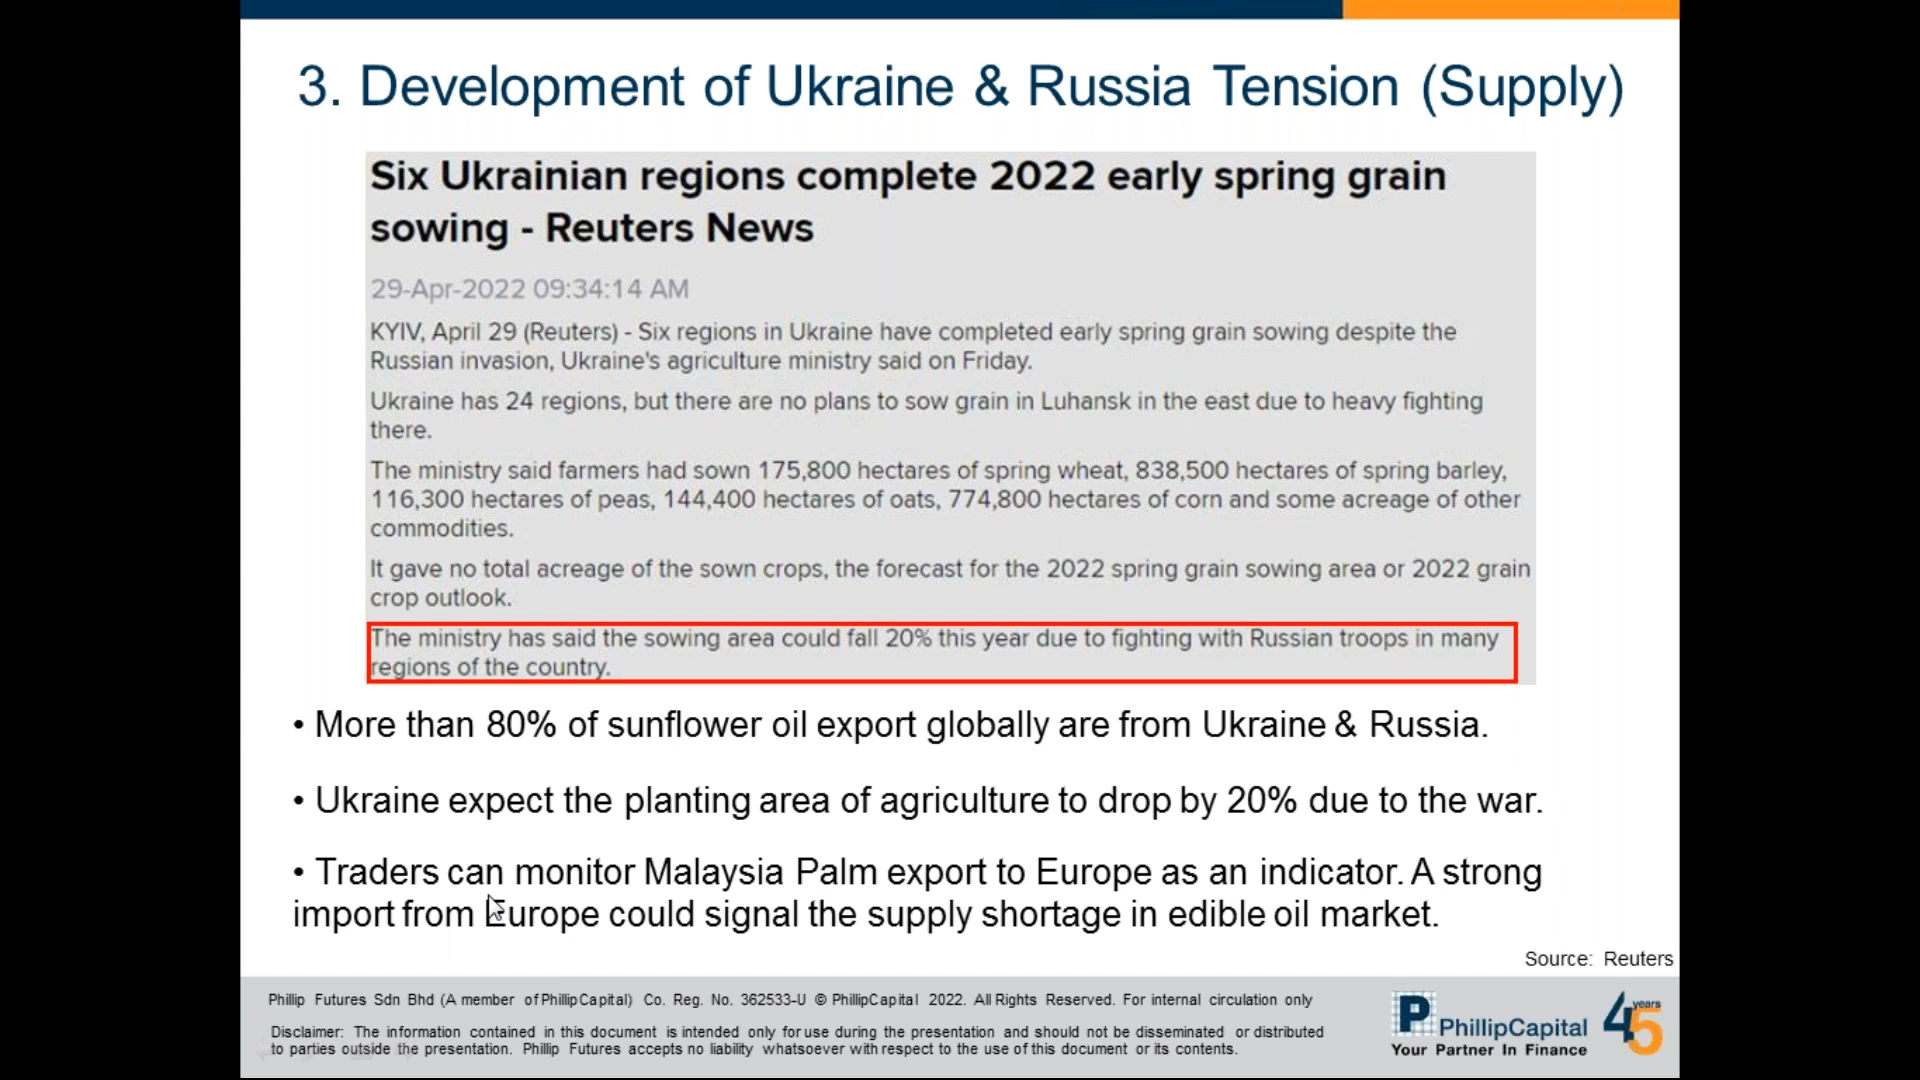 3. Development of Ukraine & Russia Tension (Supply)
Six Ukrainian regions complete 2022 early spring grain
sowing - Reuters News
29-Apr-2022 09:34:14 AM
KYIV, April 29 (Reuters) - Six regions in Ukraine have completed early spring grain sowing despite the
Russian invasion, Ukraine's agriculture ministry said on Friday.
Ukraine has 24 regions, but there are no plans to sow grain in Luhansk in the east due to heavy fighting
there.
The ministry said farmers had sown 175,800 hectares of spring wheat, 838,500 hectares of spring barley,
116,300 hectares of peas, 144,400 hectares of oats, 774,800 hectares of corn and some acreage of other
commodities.
It gave no total acreage of the sown crops, the forecast for the 2022 spring grain sowing area or 2022 grain
crop outlook.
The ministry has said the sowing area could fall 20% this year due to fighting with Russian troops in many
regions of the country.
• More than 80% of sunflower oil export globally are from Ukraine & Russia.
• Ukraine expect the planting area of agriculture to drop by 20% due to the war.
• Traders can monitor Malaysia Palm export to Europe as an indicator. A strong
import from Europe could signal the supply shortage in edible oil market.
Source: Reuters
Phillip Futures Sdn Bhd (A member of PhillipCapital) Co. Reg. No. 362533-U © PhillipCapital 2022. All Rights Reserved. For internal circulation only
Disclaimer: The information contained in this document is intended only for use during the presentation and should not be disseminated or distributed
to parties outside the presentation. Phillip Futures accepts no liability whatsoever with respect to the use of this document or its contents.
P PhillipCapital
Your Partner In Finance
45 years